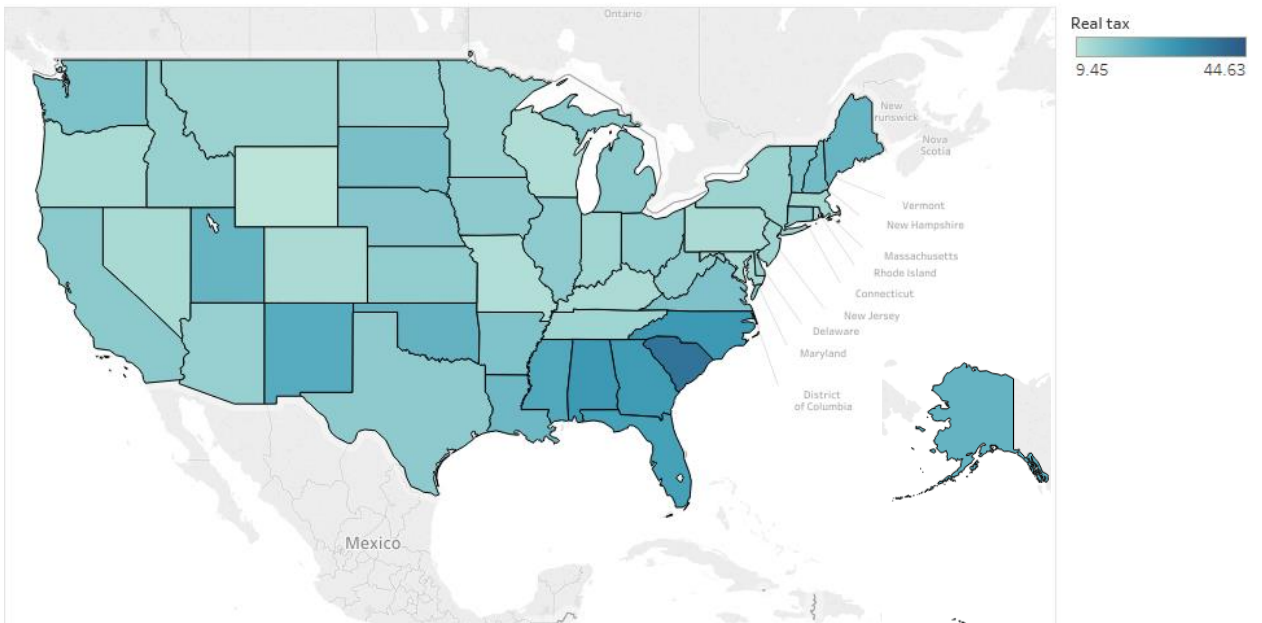 Ontario
Real tax
9.45 44.63
New
runswick
Nova
Scotia
Vermont
New Hampshire
Massachusetts
Rhode Island
Connecticut
New Jersey
Delaware
Maryland
District
of Columbia
Mexico